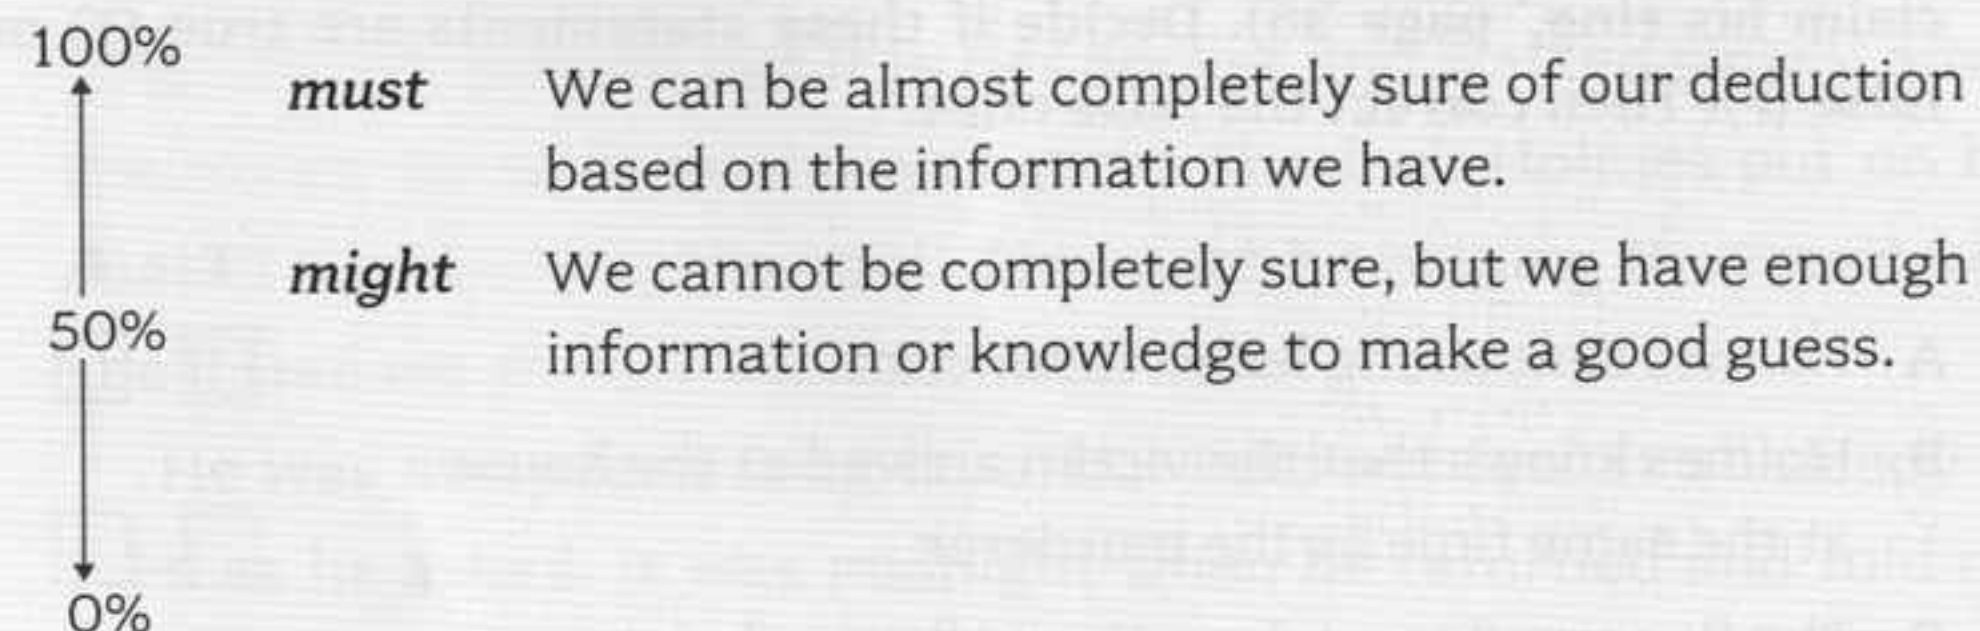 100%
must We can be almost completely sure of our deduction
based on the information we have.
might We cannot be completely sure, but we have enough
50%
information or knowledge to make a good guess.
0%